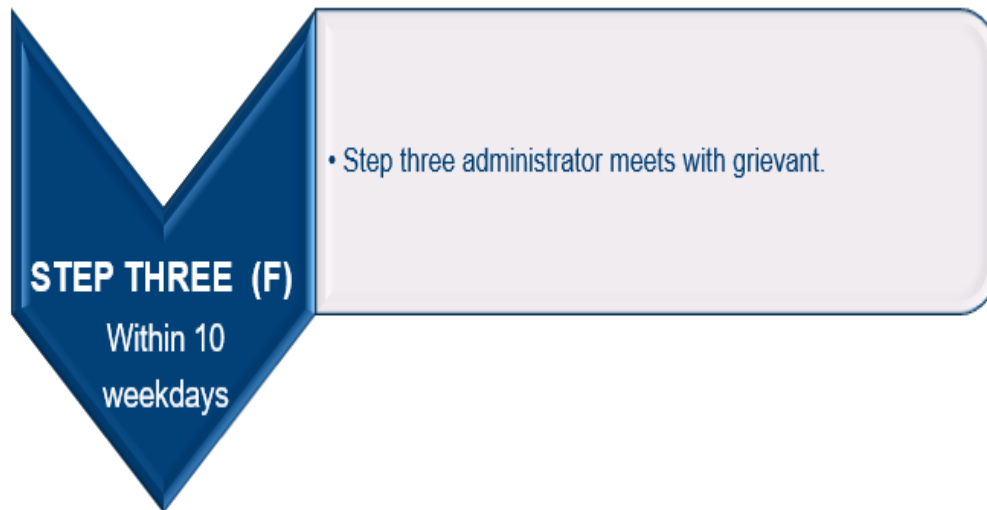 • Step three administrator meets with grievant.
STEP THREE (F)
Within 10
weekdays